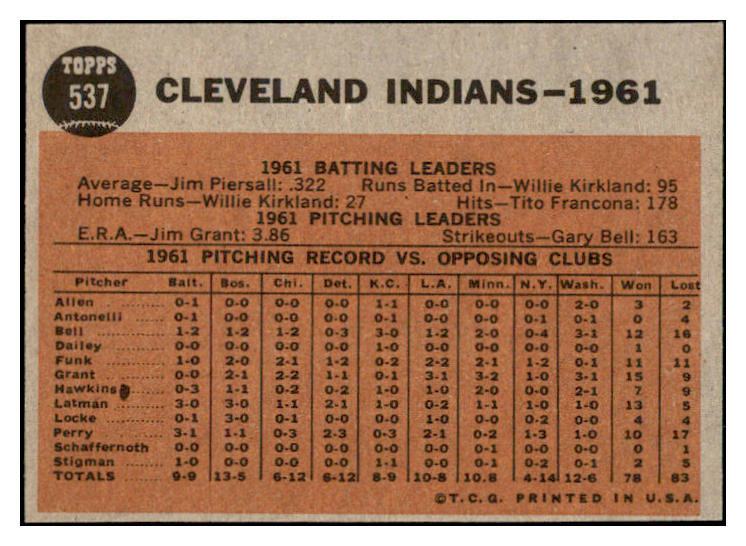 TOPPS
537
CLEVELAND INDIANS—1961
1961 BATTING LEADERS
Average—Jim Piersall: .322 Runs Batted In—Willie Kirkland: 95
Home Runs—Willie Kirkland: 27 Hits—Tito Francona: 178
1961 PITCHING LEADERS
E.R.A.—Jim Grant: 3.86 Strikeouts—Gary Bell: 163
1961 PITCHING RECORD VS. OPPOSING CLUBS
Pitcher Balt. Bos. Chi. Det. K.C. L.A. Minn. N.Y. Wash. Won Lost
Allen 0-1 0-0 0-0 0-0 1-1 0-0 0-0 0-0 2-0 3 2
Antonelli 0-1 0-0 0-0 0-0 0-1 0-0 0-0 0-1 0-1 0 4
Bell 1-2 1-2 1-2 0-3 3-0 1-2 2-0 0-4 3-1 12 16
Dailey 0-0 0-0 0-0 0-0 1-0 0-0 0-0 0-0 0-0 1 0
Funk 1-0 2-0 2-1 1-2 0-2 2-2 2-1 1-2 0-1 11 11
Grant 0-0 2-1 2-2 1-1 0-1 3-1 3-2 1-0 3-1 15 9
Hawkins 0-3 1-1 0-2 0-2 1-0 1-0 2-0 0-0 2-1 7 9
Latman 3-0 3-0 1-1 2-1 1-0 0-2 1-1 1-0 1-0 13 5
Locke 0-1 3-0 0-1 0-0 0-0 1-0 0-0 0-2 0-0 4 4
Perry 3-1 1-1 0-3 2-3 0-3 2-1 0-2 1-3 1-0 10 17
Schaffernoth 0-0 0-0 0-0 0-0 0-0 0-0 0-1 0-0 0-0 0 1
Stigman 1-0 0-0 0-0 0-0 1-1 0-0 0-1 0-2 0-1 2 5
TOTALS 9-9 13-5 6-12 6-12 8-9 10-8 10.8 4-14 12-6 78 83
©T.C.G. PRINTED IN U.S.A.